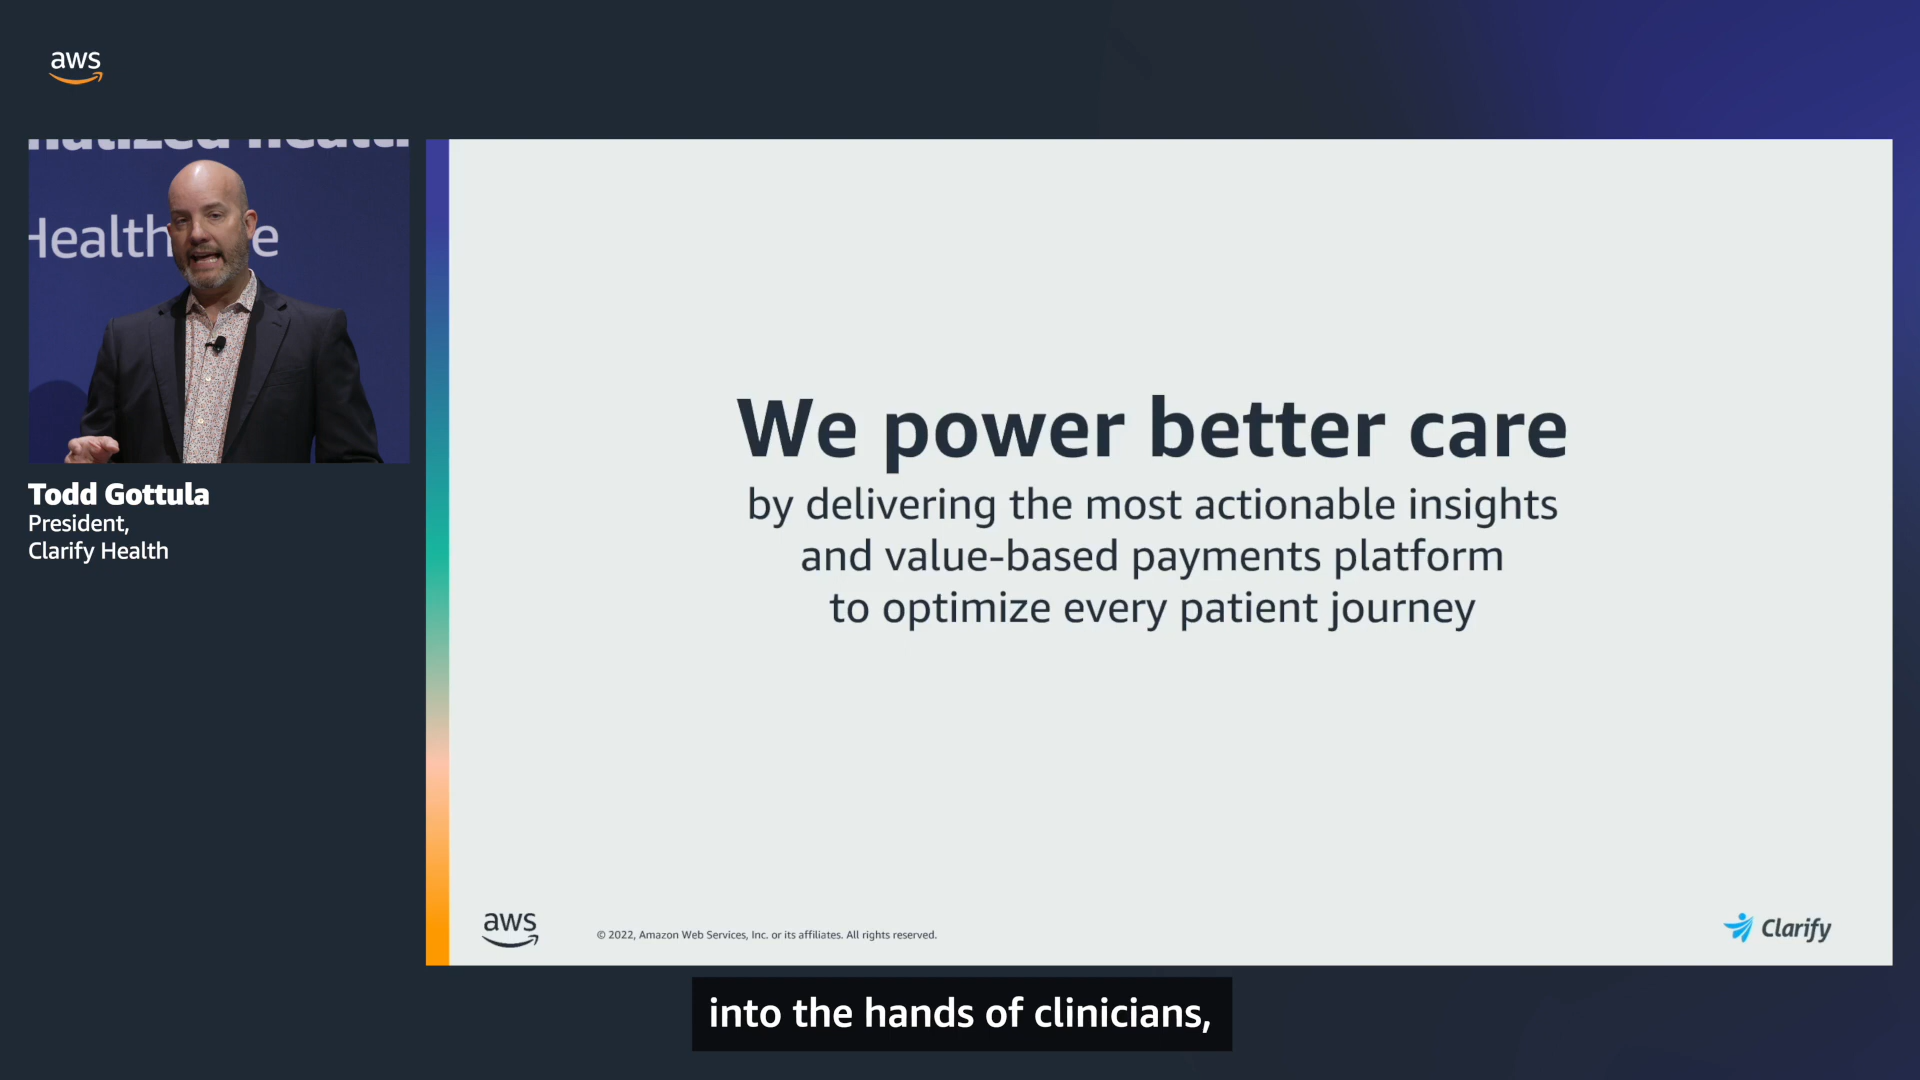 aws
Health
e
Todd Gottula
President,
Clarify Health
We power better care
by delivering the most actionable insights
and value-based payments platform
to optimize every patient journey
aws
© 2022, Amazon Web Services, Inc. or its affiliates. All rights reserved.
Clarify
into the hands of clinicians,